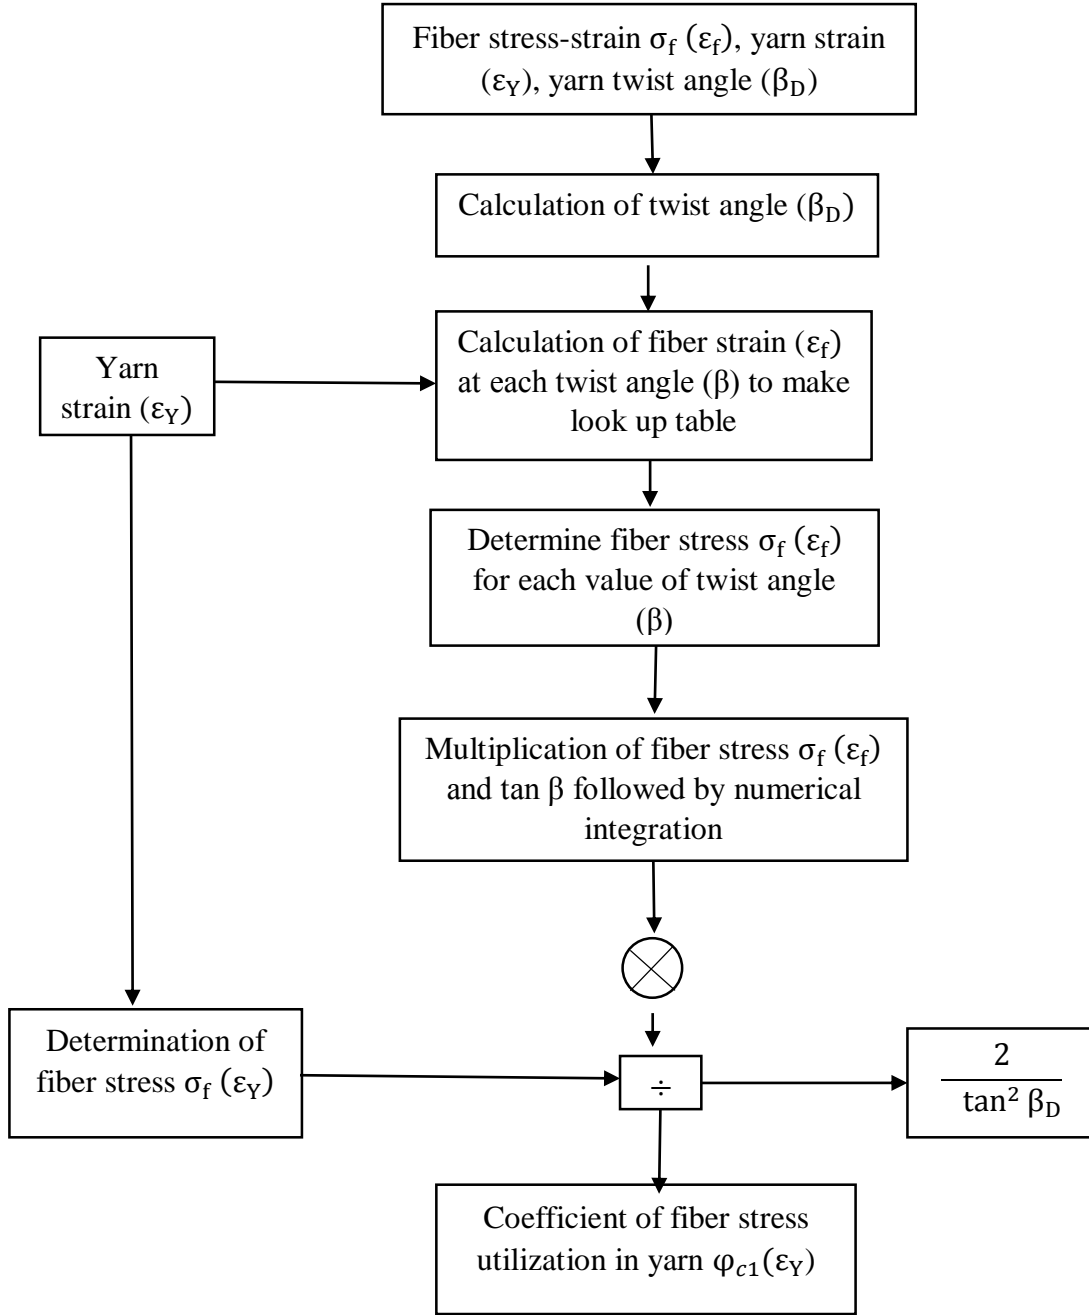 Fiber stress-strain σf (εf), yarn strain
(εY), yarn twist angle (βD)
Calculation of twist angle (βD)
Calculation of fiber strain (εf)
at each twist angle (β) to make
look up table
Yarn
strain (εY)
Determine fiber stress σf (εf)
for each value of twist angle
(β)
Multiplication of fiber stress σf (εf)
and tan β followed by numerical
integration
Determination of
fiber stress σf (εY)
÷
2
tan² βD
Coefficient of fiber stress
utilization in yarn φc1(εY)